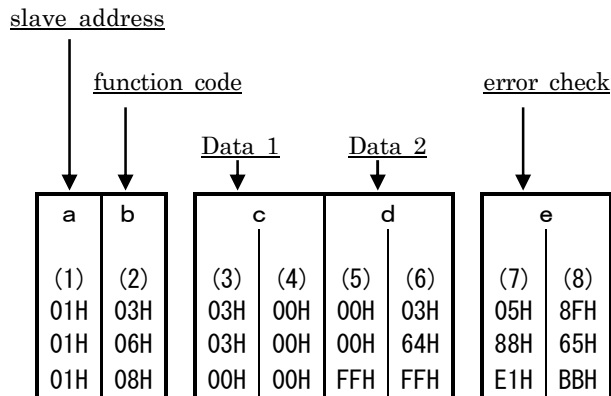 slave address
function code
error check
Data 1
Data 2
a b c d e
(1) (2) (3) (4) (5) (6) (7) (8)
01H 03H 03H 00H 00H 03H 05H 8FH
01H 06H 03H 00H 00H 64H 88H 65H
01H 08H 00H 00H FFH FFH E1H BBH